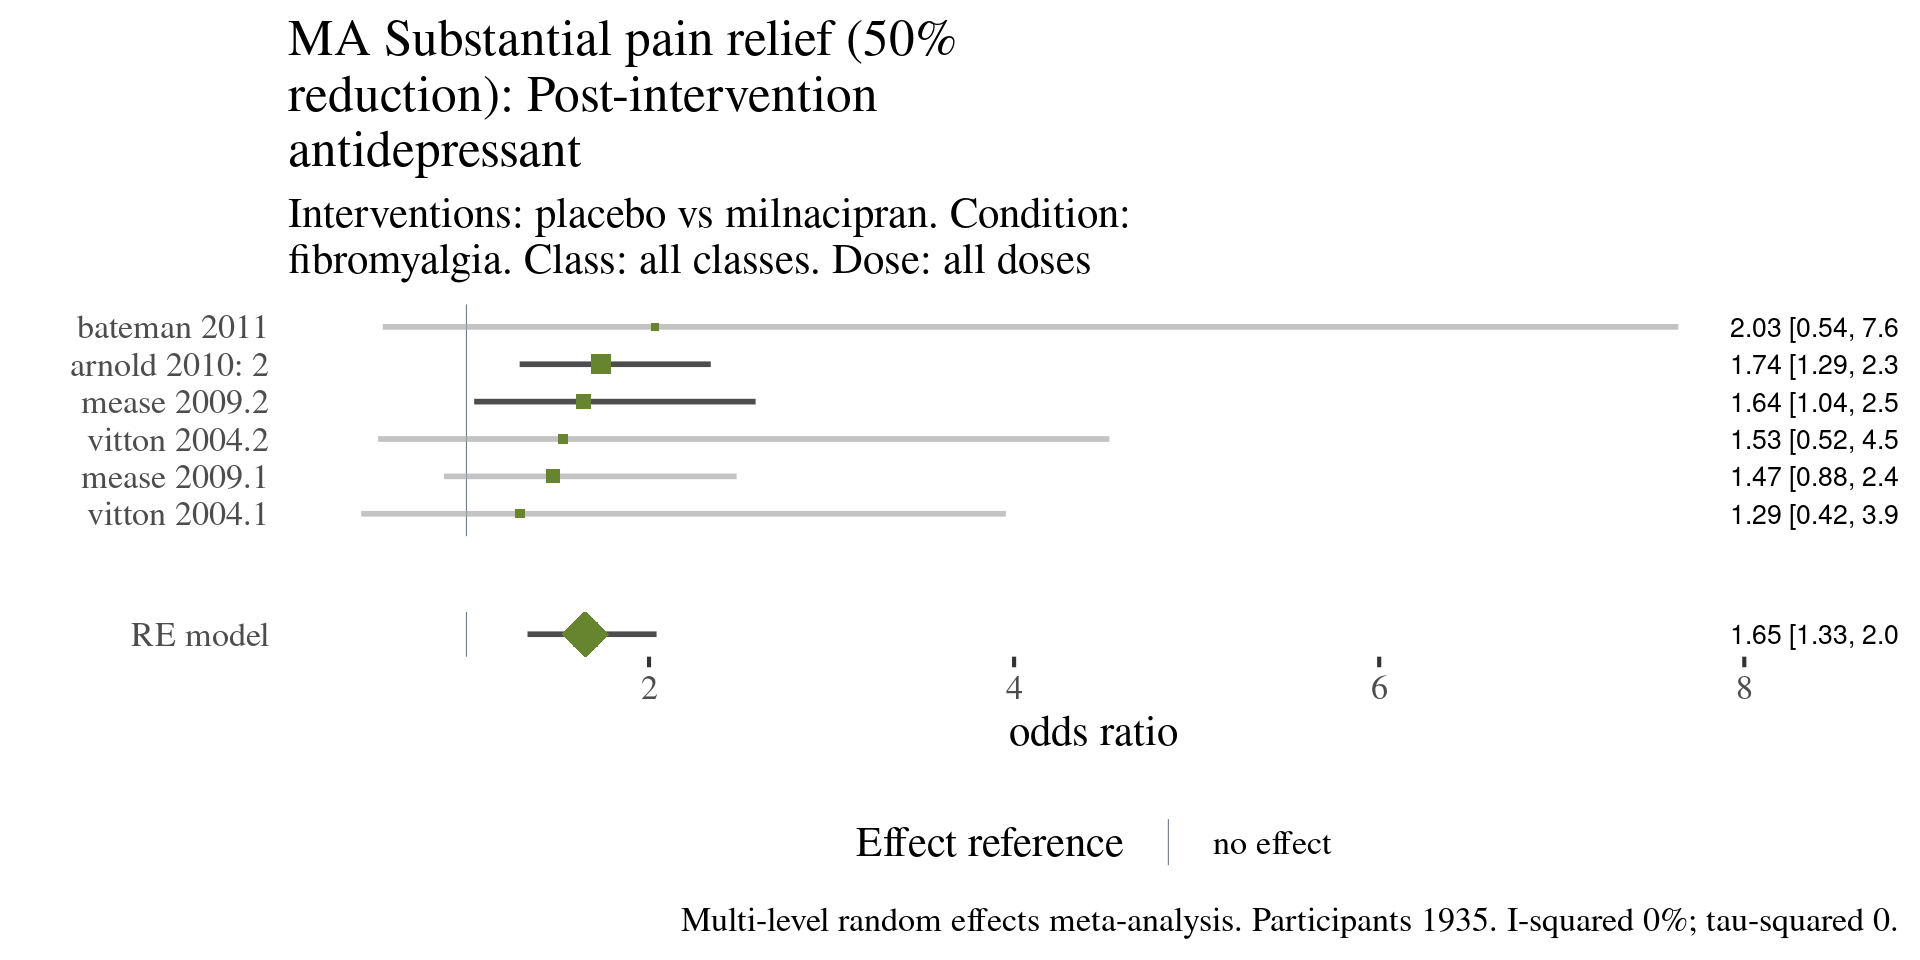 MA Substantial pain relief (50%
reduction): Post-intervention
antidepressant
Interventions: placebo vs milnacipran. Condition:
fibromyalgia. Class: all classes. Dose: all doses
bateman 2011 2.03 [0.54, 7.6
arnold 2010: 2 1.74 [1.29, 2.3
mease 2009.2 1.64 [1.04, 2.5
vitton 2004.2 1.53 [0.52, 4.5
mease 2009.1 1.47 [0.88, 2.4
vitton 2004.1 1.29 [0.42, 3.9
RE model 1.65 [1.33, 2.0
2 4 6 8
odds ratio
Effect reference no effect
Multi-level random effects meta-analysis. Participants 1935. I-squared 0%; tau-squared 0.